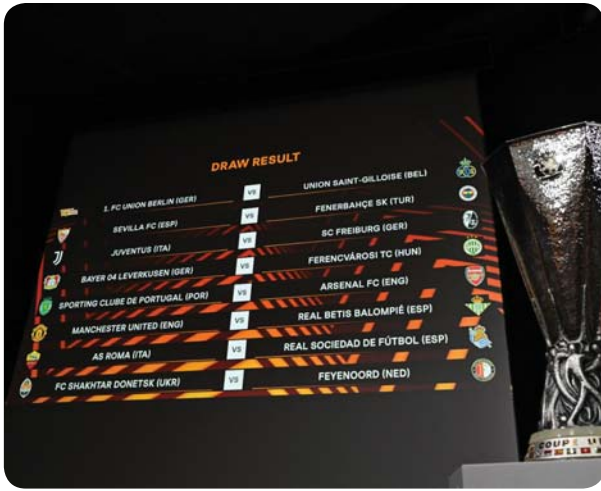 DRAW RESULT
1. FC UNION BERLIN (GER) VS UNION SAINT-GILLOISE (BEL)
SEVILLA FC (ESP) VS FENERBAHÇE SK (TUR)
JUVENTUS (ITA) VS SC FREIBURG (GER)
BAYER 04 LEVERKUSEN (GER) VS FERENCVÁROSI TC (HUN)
SPORTING CLUBE DE PORTUGAL (POR) VS ARSENAL FC (ENG)
MANCHESTER UNITED (ENG) VS REAL BETIS BALOMPIÉ (ESP)
AS ROMA (ITA) VS REAL SOCIEDAD DE FÚTBOL (ESP)
FC SHAKHTAR DONETSK (UKR) VS FEYENOORD (NED)
COUPE